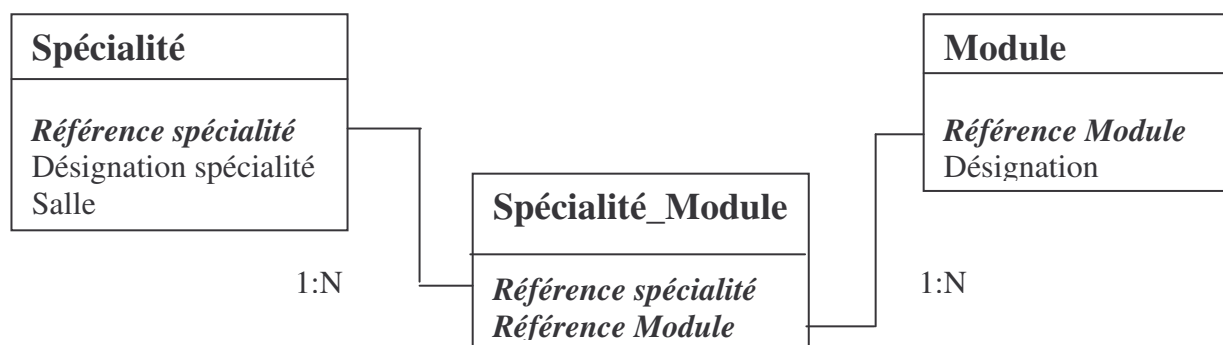 Spécialité
Référence spécialité
Désignation spécialité
Salle
1:N
Spécialité_Module
Référence spécialité
Référence Module
Module
Référence Module
Désignation
1:N